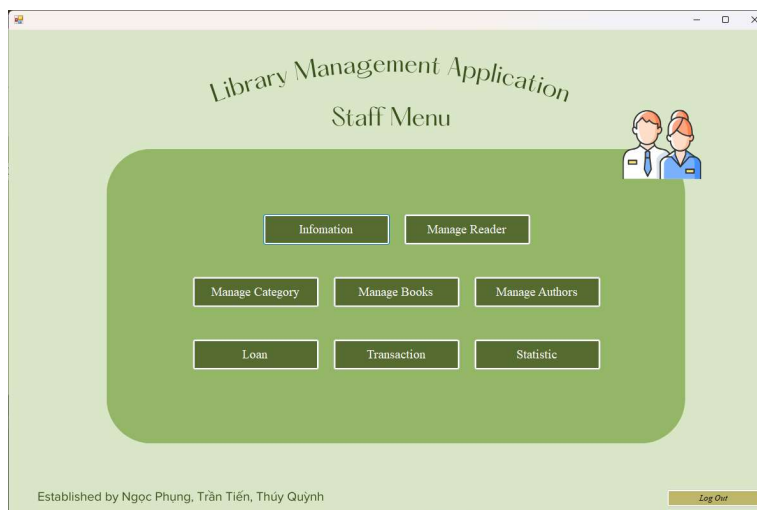 Library Management Application
Staff Menu
Infomation
Manage Reader
Manage Category
Manage Books
Manage Authors
Loan
Transaction
Statistic
Established by Ngọc Phụng, Trần Tiến, Thúy Quỳnh
Log Out